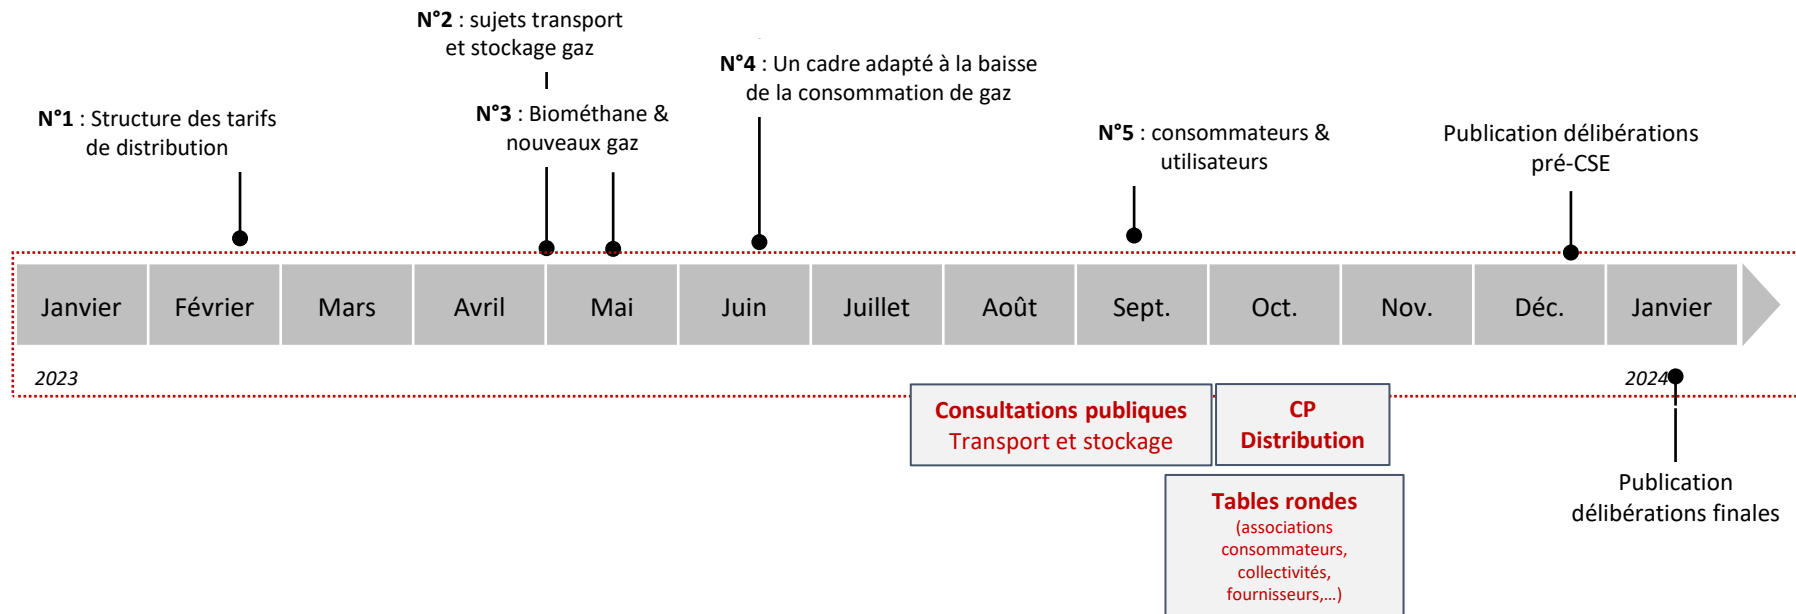 N°1 : Structure des tarifs
de distribution
N°2 : sujets transport
et stockage gaz
N°3 : Biométhane &
nouveaux gaz
N°4 : Un cadre adapté à la baisse
de la consommation de gaz
N°5 : consommateurs &
utilisateurs
Publication délibérations
pré-CSE
Janvier
Février
Mars
Avril
Mai
Juin
Juillet
Août
Sept.
Oct.
Nov.
Déc.
Janvier
2023
2024
Consultations publiques
Transport et stockage
CP
Distribution
Tables rondes
(associations
consommateurs,
collectivités,
fournisseurs,...)
Publication
délibérations finales